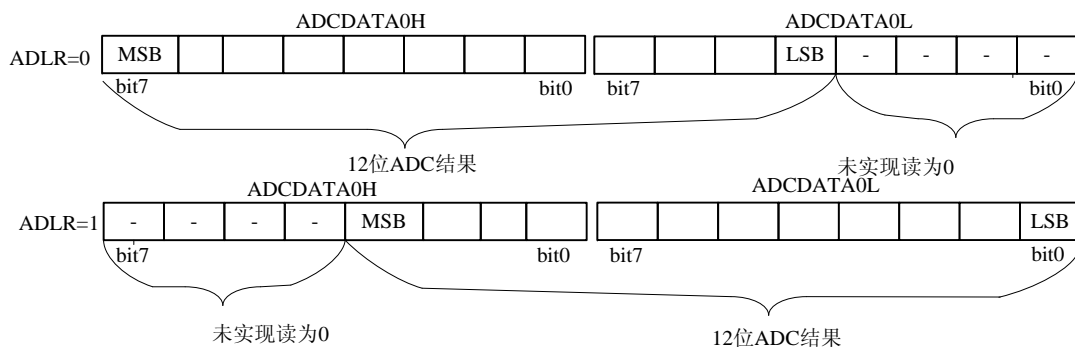 ADCDATA0H ADCDATA0L
ADLR=0 MSB LSB - - - -
bit7 bit0 bit7 bit0
12位ADC结果 未实现读为0
ADCDATA0H ADCDATA0L
ADLR=1 - - - - MSB LSB
bit7 bit0 bit7 bit0
未实现读为0 12位ADC结果